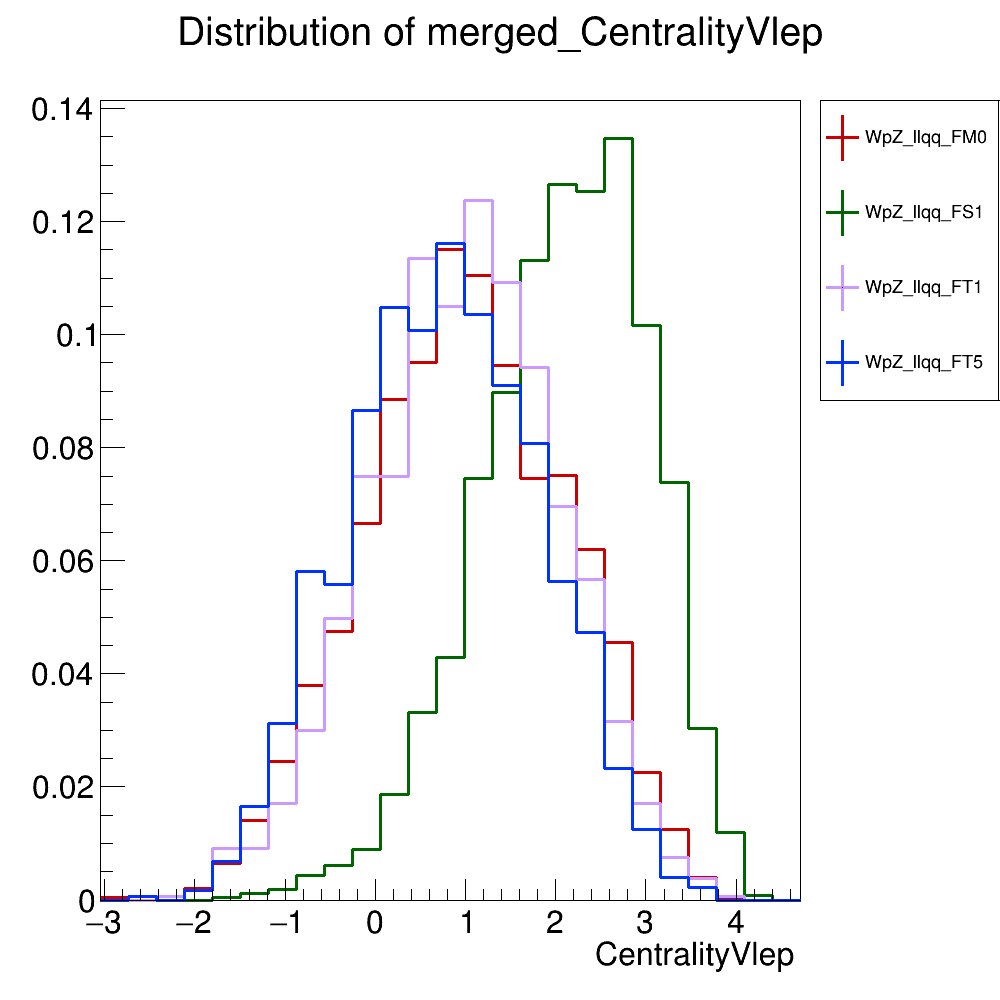 Distribution of merged_CentralityVlep
0.14
0.12
0.1
0.08
0.06
0.04
0.02
0
−3 −2 −1 0 1 2 3 4
CentralityVlep
WpZ_llqq_FM0
WpZ_llqq_FS1
WpZ_llqq_FT1
WpZ_llqq_FT5